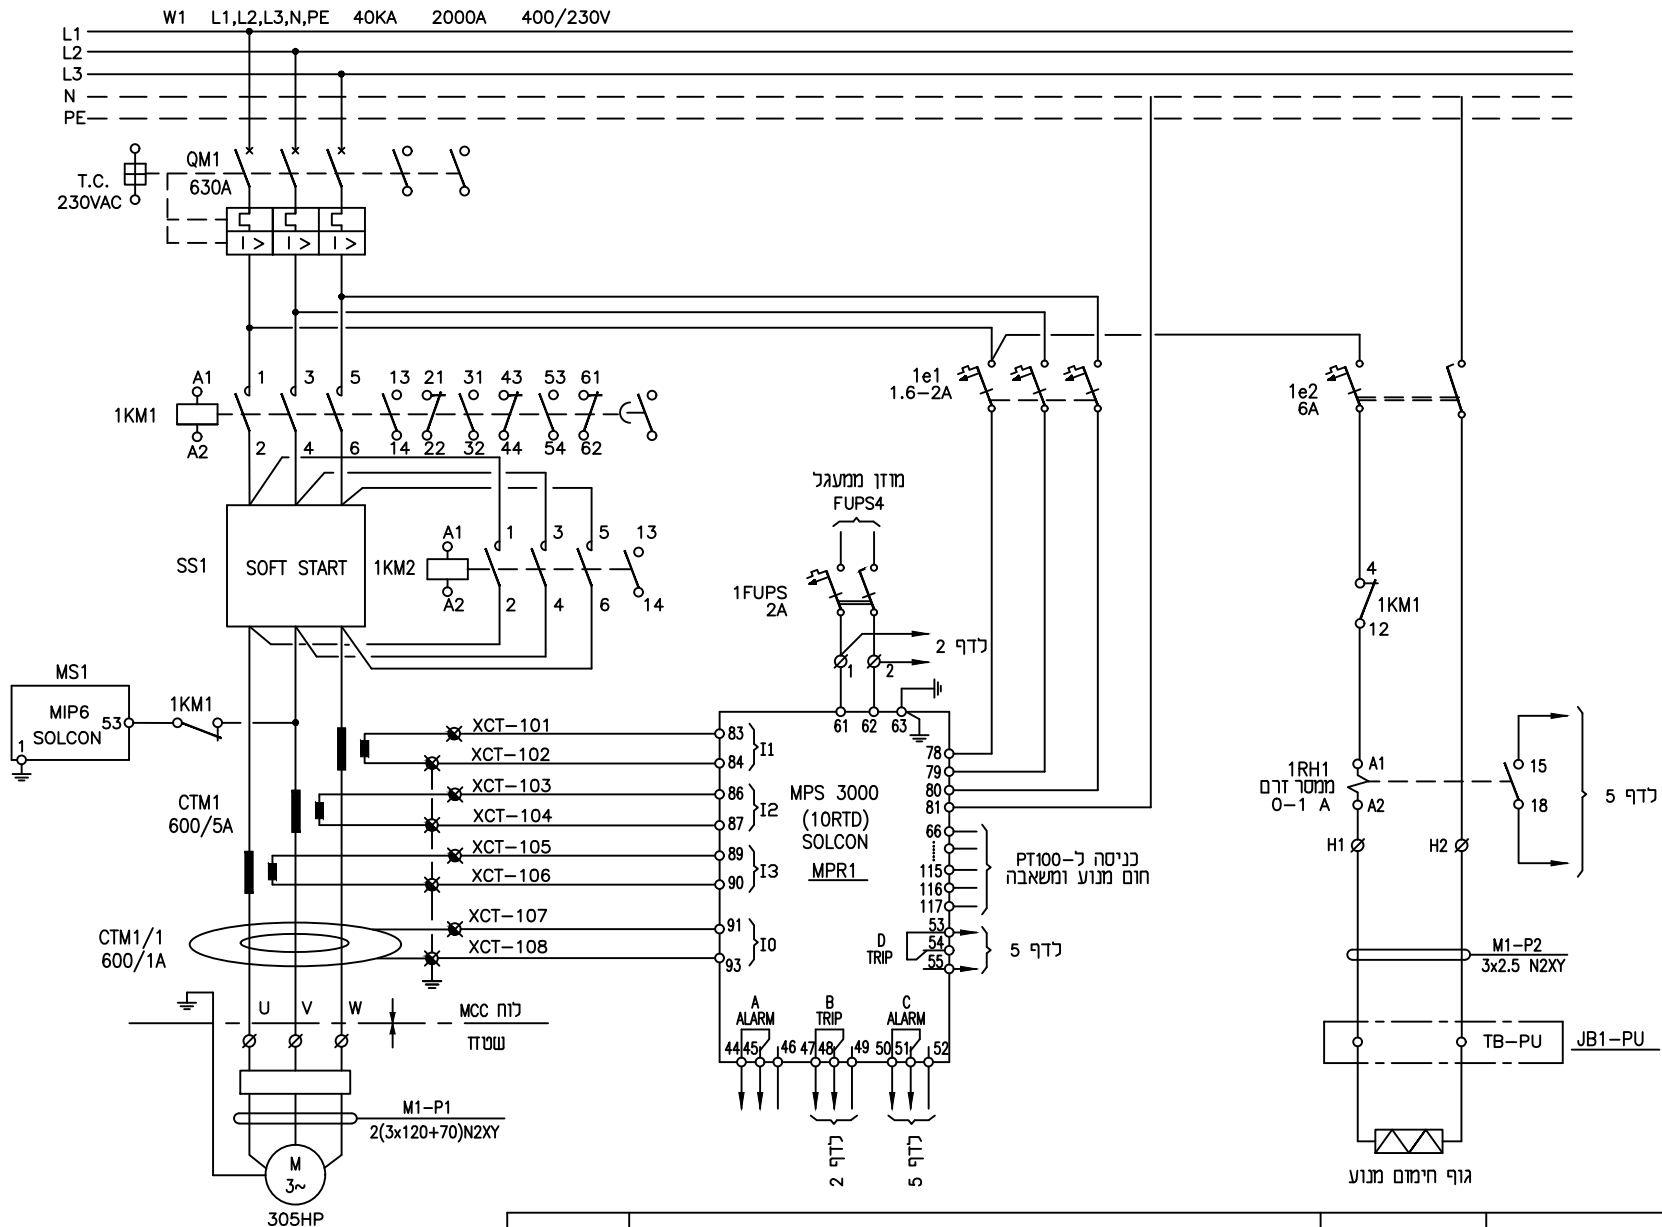 W1 L1,L2,L3,N,PE 40KA 2000A 400/230V
L1
L2
L3
N
PE
T.C.
230VAC
QM1
630A
I > I > I >
1KM1
A1
A2
1 3 5 13 21 31 43 53 61
2 4 6 14 22 32 44 54 62
1e1
1.6-2A
1e2
6A
מוזן ממעגל
FUPS4
1FUPS
2A
SS1
SOFT START
1KM2
A1
A2
1 3 5 13
2 4 6 14
4
1KM1
12
לדף 2
1 2
MS1
MIP6
SOLCON
53
1
1KM1
61 62 63
XCT-101
XCT-102
XCT-103
XCT-104
XCT-105
XCT-106
XCT-107
XCT-108
CTM1
600/5A
CTM1/1
600/1A
83
84
I1
86
87
I2
89
90
I3
91
93
I0
MPS 3000
(10RTD)
SOLCON
MPR1
78
79
80
81
66
115
116
117
כניסה ל-PT100
חום מנוע ומשאבה
53
54
55
D
TRIP
לדף 5
A
ALARM
B
TRIP
C
ALARM
44 45 46 47 48 49 50 51 52
לדף 2
לדף 5
1RH1
ממסר זרם
0-1 A
A1
A2
15
18
לדף 5
H1
H2
M1-P2
3x2.5 N2XY
TB-PU
JB1-PU
גוף חימום מנוע
U V W
לוח MCC
שטח
M1-P1
2(3x120+70)N2XY
M
3~
305HP